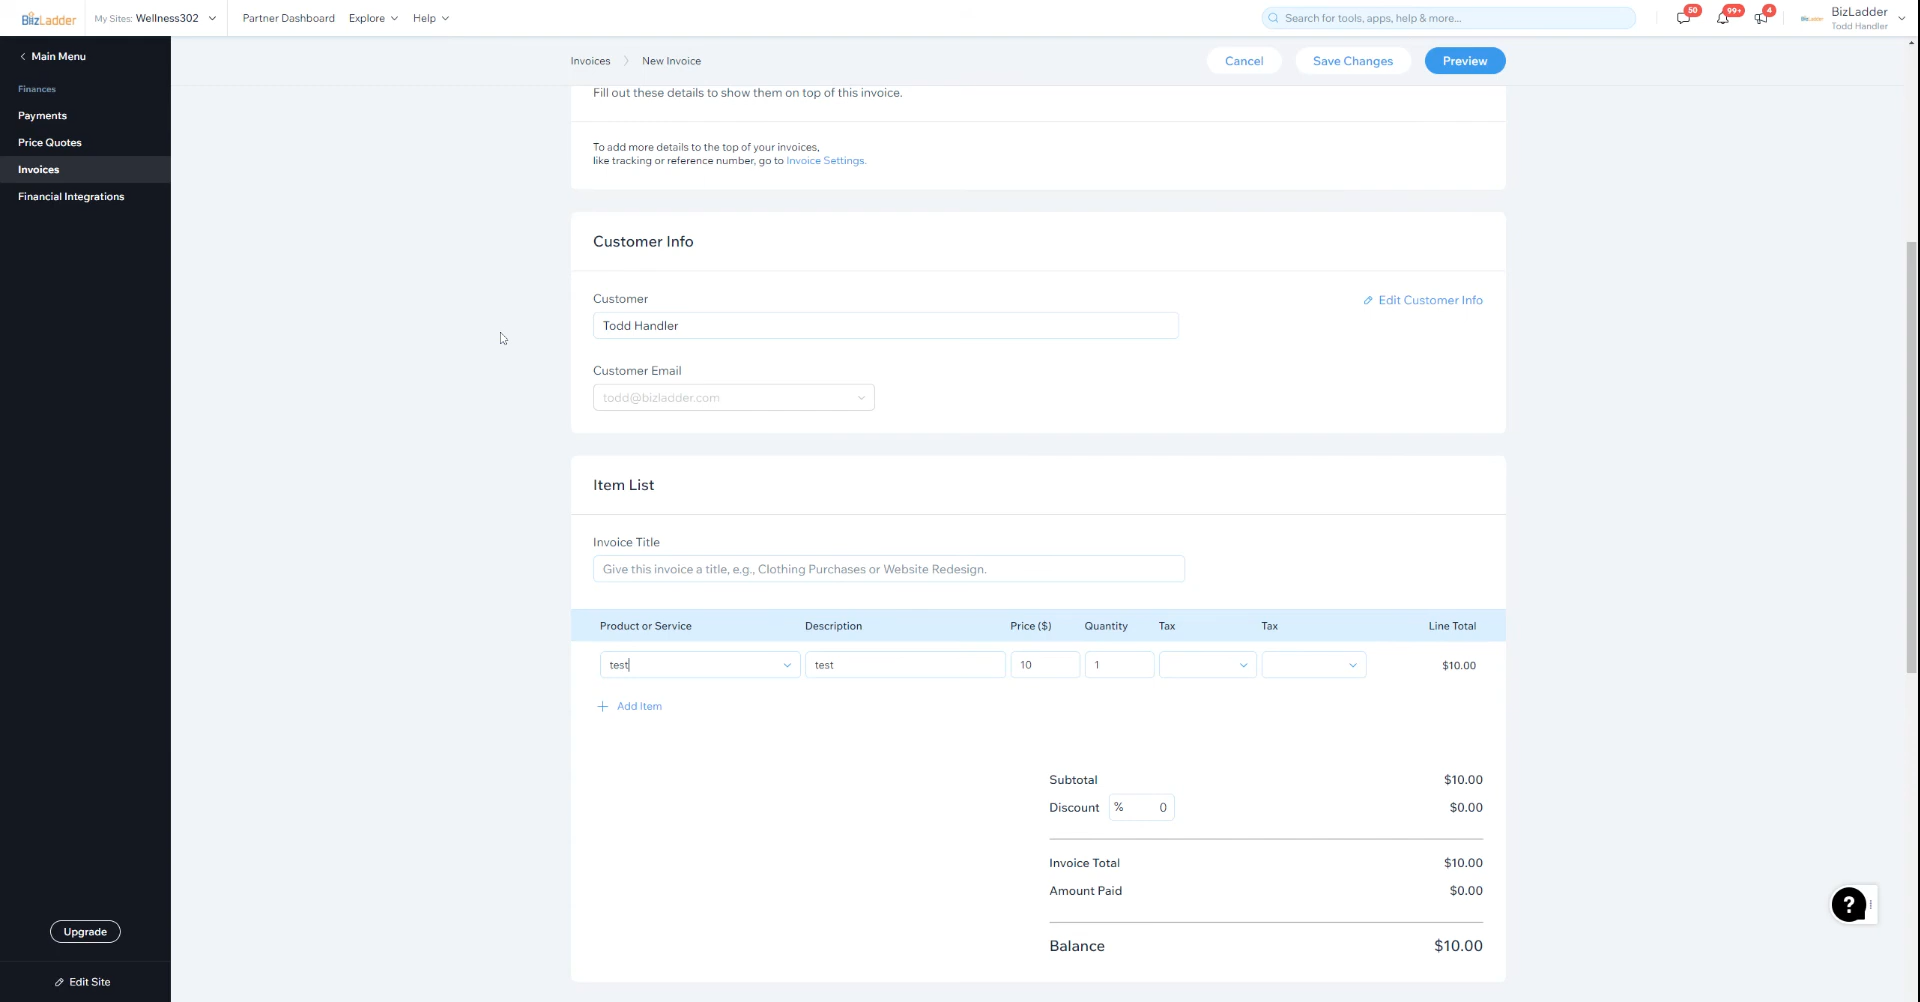 BizLadder
My Sites: Wellness302
Partner Dashboard
Explore
Help
Search for tools, apps, help & more...
50
99+
4
BizLadder
Todd Handler
Main Menu
Finances
Payments
Price Quotes
Invoices
Financial Integrations
Upgrade
Edit Site
Invoices
New Invoice
Cancel
Save Changes
Preview
Fill out these details to show them on top of this invoice.
To add more details to the top of your invoices,
like tracking or reference number, go to Invoice Settings.
Customer Info
Customer
Edit Customer Info
Todd Handler
Customer Email
todd@bizladder.com
Item List
Invoice Title
Give this invoice a title, e.g., Clothing Purchases or Website Redesign.
Product or Service Description Price ($) Quantity Tax Tax Line Total
test test 10 1 $10.00
Add Item
Subtotal $10.00
Discount % 0 $0.00
Invoice Total $10.00
Amount Paid $0.00
Balance $10.00
?